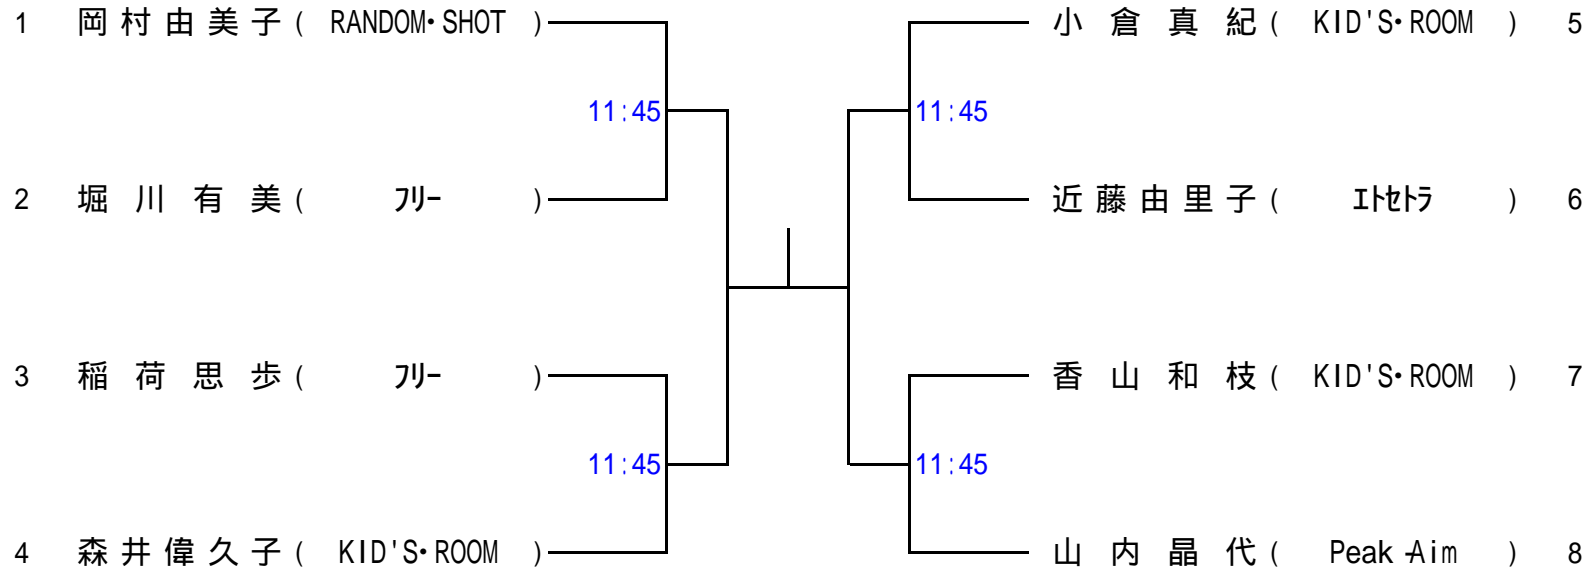 1 岡村由美子( RANDOM・SHOT ) 小倉真紀( KID'S・ROOM ) 5
11:45 11:45
2 堀川有美( ﾌﾘｰ ) 近藤由里子( ｴﾄｾﾄﾗ ) 6
3 稲荷思歩( ﾌﾘｰ ) 香山和枝( KID'S・ROOM ) 7
11:45 11:45
4 森井偉久子( KID'S・ROOM ) 山内晶代( Peak-Aim ) 8